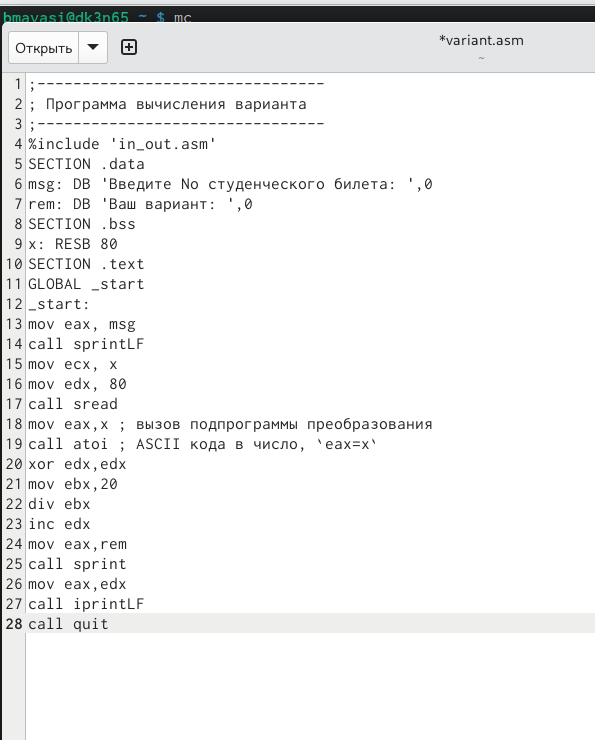 bmavasi@dk3n65 ~ $ mc
Открыть
*variant.asm
~
1 ;--------------------------------
2 ; Программа вычисления варианта
3 ;--------------------------------
4 %include 'in_out.asm'
5 SECTION .data
6 msg: DB 'Введите No студенческого билета: ',0
7 rem: DB 'Ваш вариант: ',0
8 SECTION .bss
9 x: RESB 80
10 SECTION .text
11 GLOBAL _start
12 _start:
13 mov eax, msg
14 call sprintLF
15 mov ecx, x
16 mov edx, 80
17 call sread
18 mov eax,x ; вызов подпрограммы преобразования
19 call atoi ; ASCII кода в число, `eax=x`
20 xor edx,edx
21 mov ebx,20
22 div ebx
23 inc edx
24 mov eax,rem
25 call sprint
26 mov eax,edx
27 call iprintLF
28 call quit